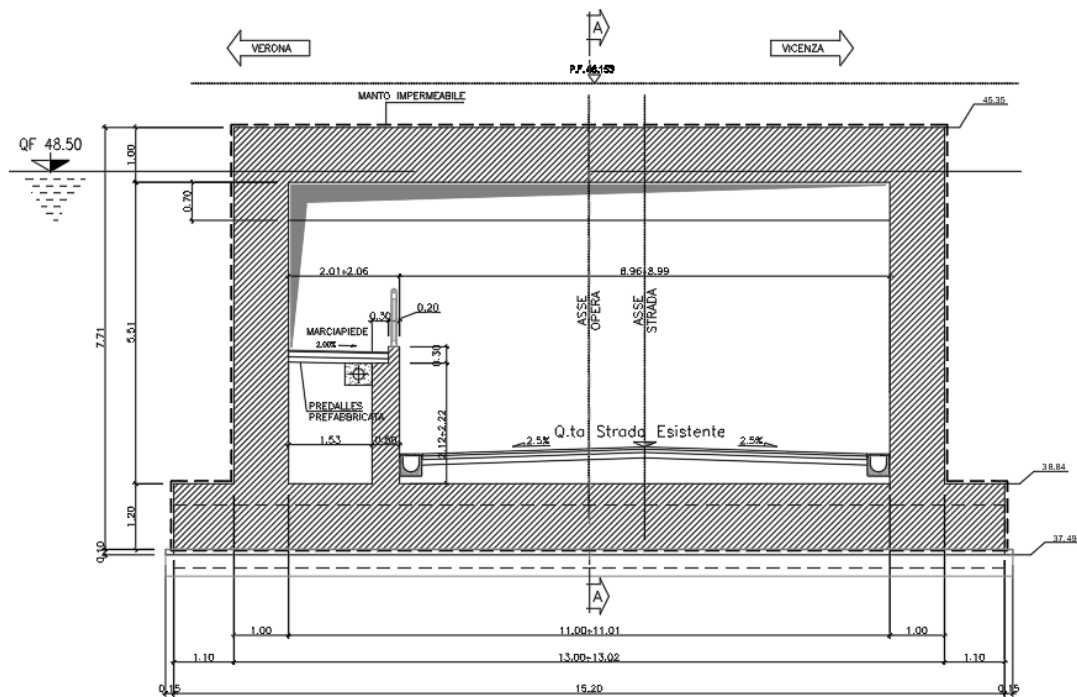 A
VERONA
VICENZA
P.F. 46.153
MANTO IMPERMEABILE
45.35
QF 48.50
1.00
0.70
2.01÷2.06
8.96÷8.99
ASSE OPERA
ASSE STRADA
0.30
0.20
7.71
5.51
MARCIAPIEDE
2.00%
0.30
PREDALLES
PREFABBRICATA
2.12÷2.22
Q.ta Strada Esistente
1.53
2.5%
2.5%
38.84
1.20
0.10
37.49
A
1.00
11.00÷11.01
1.00
1.10
13.00÷13.02
1.10
0.15
15.20
0.15